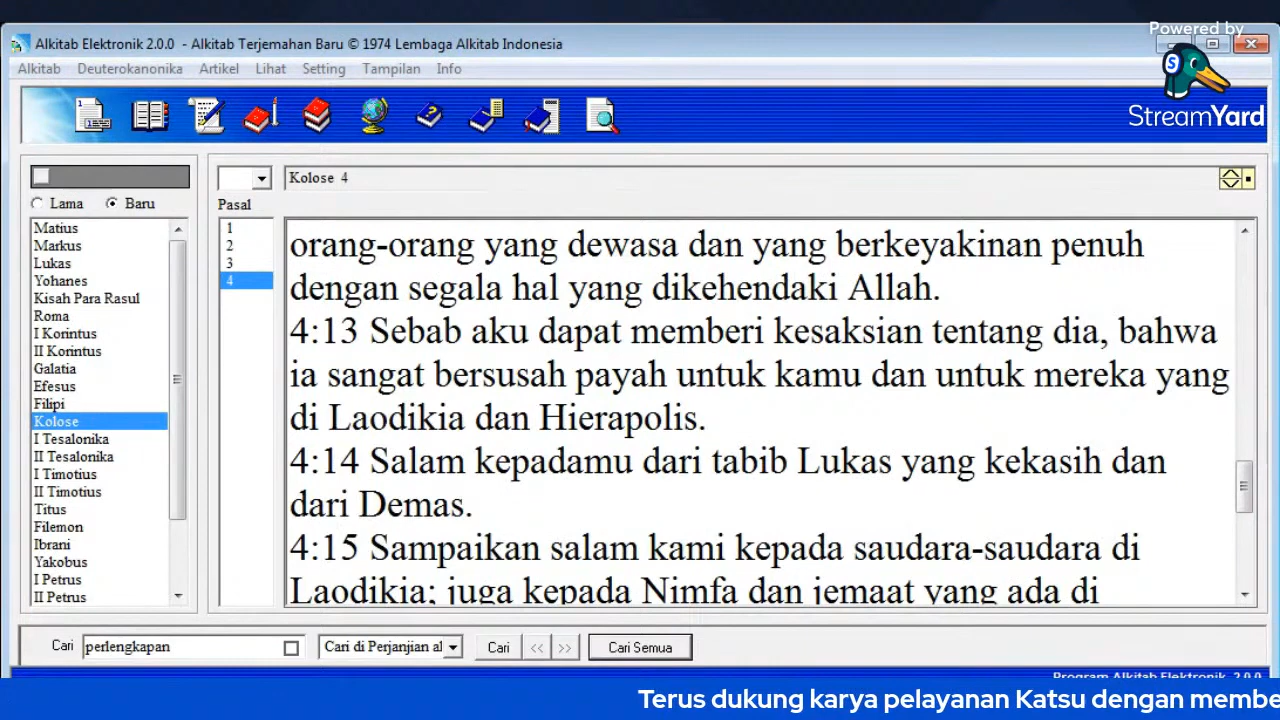 Powered by
StreamYard
Alkitab Elektronik 2.0.0 - Alkitab Terjemahan Baru © 1974 Lembaga Alkitab Indonesia
Alkitab Deuterokanonika Artikel Lihat Setting Tampilan Info
Lama Baru
Matius
Markus
Lukas
Yohanes
Kisah Para Rasul
Roma
I Korintus
II Korintus
Galatia
Efesus
Filipi
Kolose
I Tesalonika
II Tesalonika
I Timotius
II Timotius
Titus
Filemon
Ibrani
Yakobus
I Petrus
II Petrus
Pasal
1
2
3
4
Kolose 4
orang-orang yang dewasa dan yang berkeyakinan penuh
dengan segala hal yang dikehendaki Allah.
4:13 Sebab aku dapat memberi kesaksian tentang dia, bahwa
ia sangat bersusah payah untuk kamu dan untuk mereka yang
di Laodikia dan Hierapolis.
4:14 Salam kepadamu dari tabib Lukas yang kekasih dan
dari Demas.
4:15 Sampaikan salam kami kepada saudara-saudara di
Laodikia; juga kepada Nimfa dan jemaat yang ada di
Cari perlengkapan Cari di Perjanjian al Cari << >> Cari Semua
Program Alkitab Elektronik 2.0.0
Terus dukung karya pelayanan Katsu dengan membe